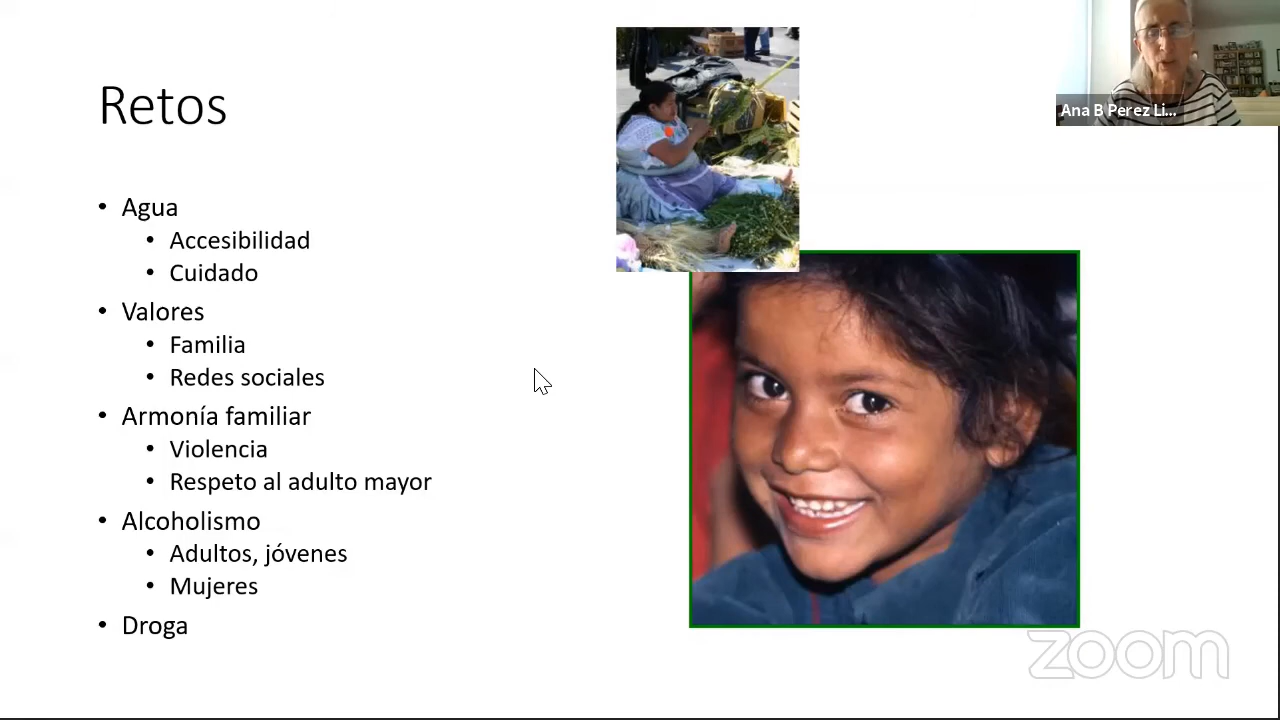 Retos
Agua
Accesibilidad
Cuidado
Valores
Familia
Redes sociales
Armonía familiar
Violencia
Respeto al adulto mayor
Alcoholismo
Adultos, jóvenes
Mujeres
Droga
Ana B Perez Li...
zoom